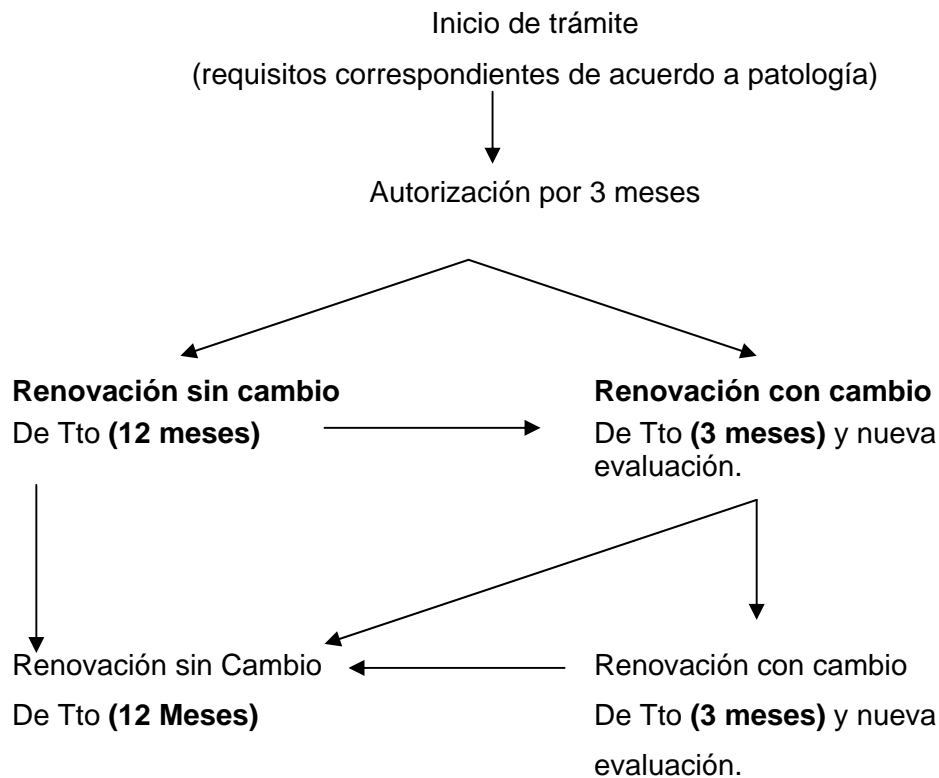 Inicio de trámite
(requisitos correspondientes de acuerdo a patología)
Autorización por 3 meses
Renovación sin cambio
De Tto (12 meses)
Renovación con cambio
De Tto (3 meses) y nueva
evaluación.
Renovación sin Cambio
De Tto (12 Meses)
Renovación con cambio
De Tto (3 meses) y nueva
evaluación.